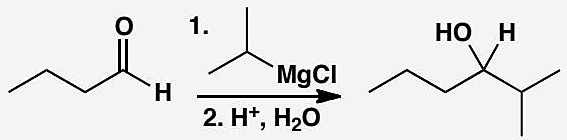 O
H
1.
MgCl
2. H⁺, H₂O
HO H